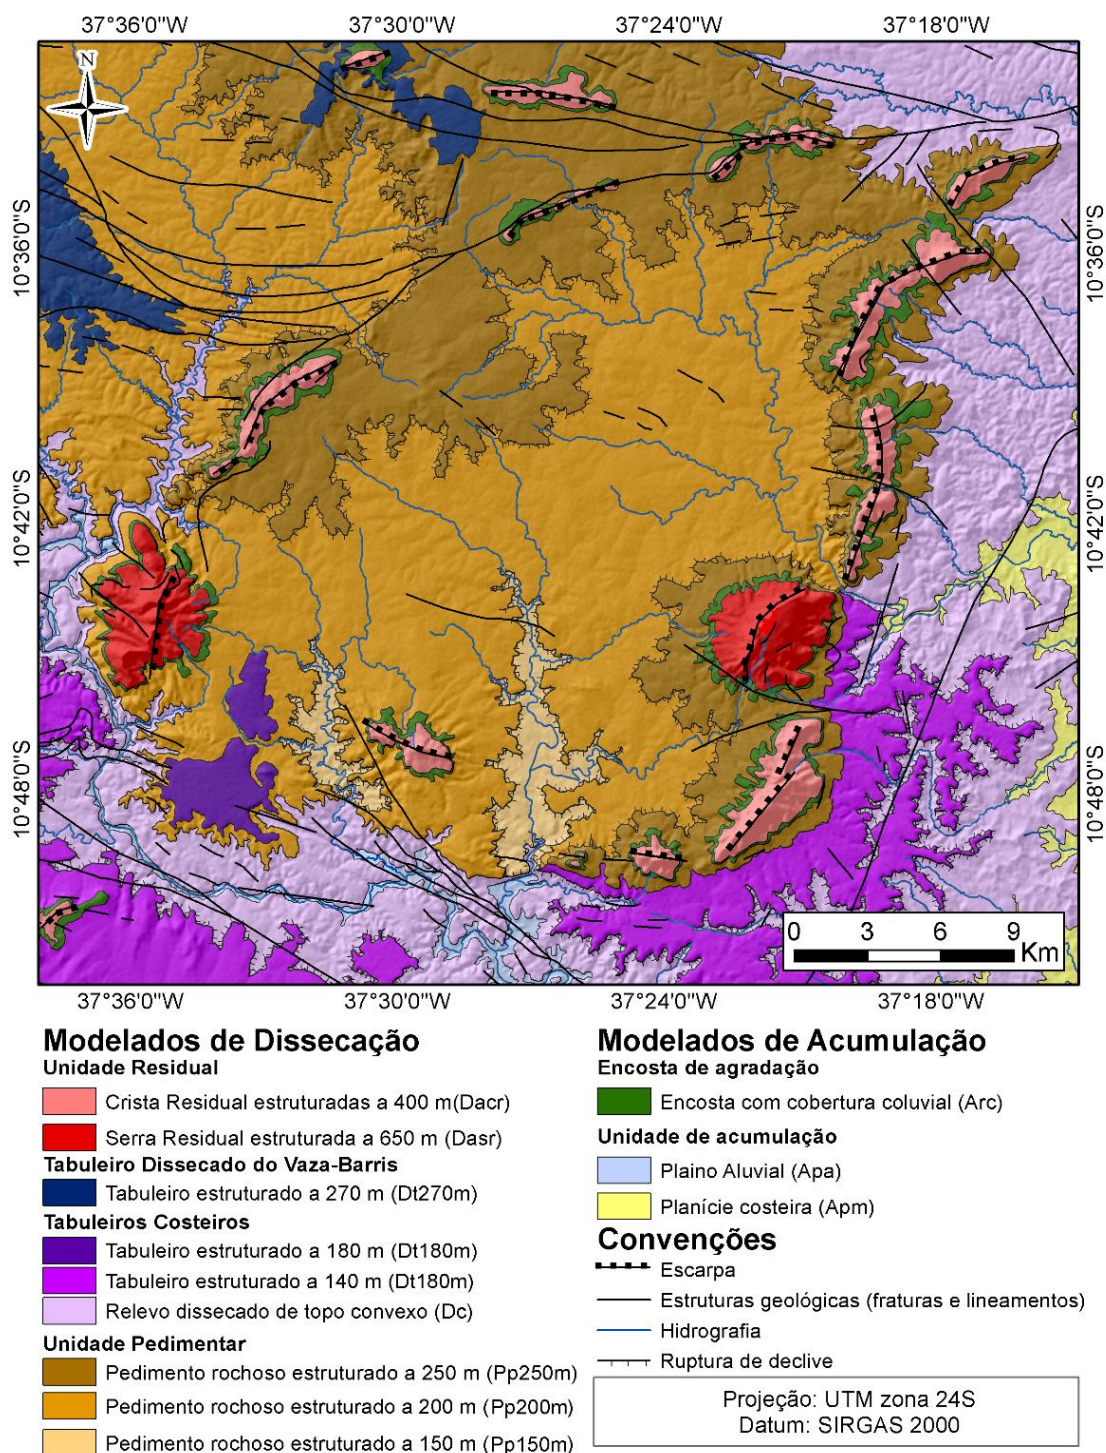 37°36'0"W 37°30'0"W 37°24'0"W 37°18'0"W
N
10°36'0"S
10°36'0"S
10°42'0"S
10°42'0"S
10°48'0"S
10°48'0"S
0 3 6 9
Km
37°36'0"W 37°30'0"W 37°24'0"W 37°18'0"W
Modelados de Dissecação
Unidade Residual
Crista Residual estruturadas a 400 m(Dacr)
Serra Residual estruturada a 650 m (Dasr)
Tabuleiro Dissecado do Vaza-Barris
Tabuleiro estruturado a 270 m (Dt270m)
Tabuleiros Costeiros
Tabuleiro estruturado a 180 m (Dt180m)
Tabuleiro estruturado a 140 m (Dt180m)
Relevo dissecado de topo convexo (Dc)
Unidade Pedimentar
Pedimento rochoso estruturado a 250 m (Pp250m)
Pedimento rochoso estruturado a 200 m (Pp200m)
Pedimento rochoso estruturado a 150 m (Pp150m)
Modelados de Acumulação
Encosta de agradação
Encosta com cobertura coluvial (Arc)
Unidade de acumulação
Plaino Aluvial (Apa)
Planície costeira (Apm)
Convenções
Escarpa
Estruturas geológicas (fraturas e lineamentos)
Hidrografia
Ruptura de declive
Projeção: UTM zona 24S
Datum: SIRGAS 2000